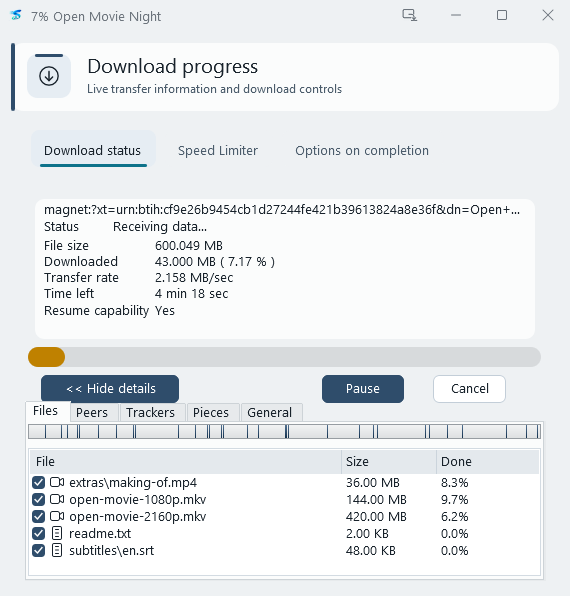 7% Open Movie Night
Download progress
Live transfer information and download controls
Download status Speed Limiter Options on completion
magnet:?xt=urn:btih:cf9e26b9454cb1d27244fe421b39613824a8e36f&dn=Open+...
Status Receiving data...
File size 600.049 MB
Downloaded 43.000 MB ( 7.17 % )
Transfer rate 2.158 MB/sec
Time left 4 min 18 sec
Resume capability Yes
<< Hide details Pause Cancel
Files Peers Trackers Pieces General
File Size Done
extras\making-of.mp4 36.00 MB 8.3%
open-movie-1080p.mkv 144.00 MB 9.7%
open-movie-2160p.mkv 420.00 MB 6.2%
readme.txt 2.00 KB 0.0%
subtitles\en.srt 48.00 KB 0.0%